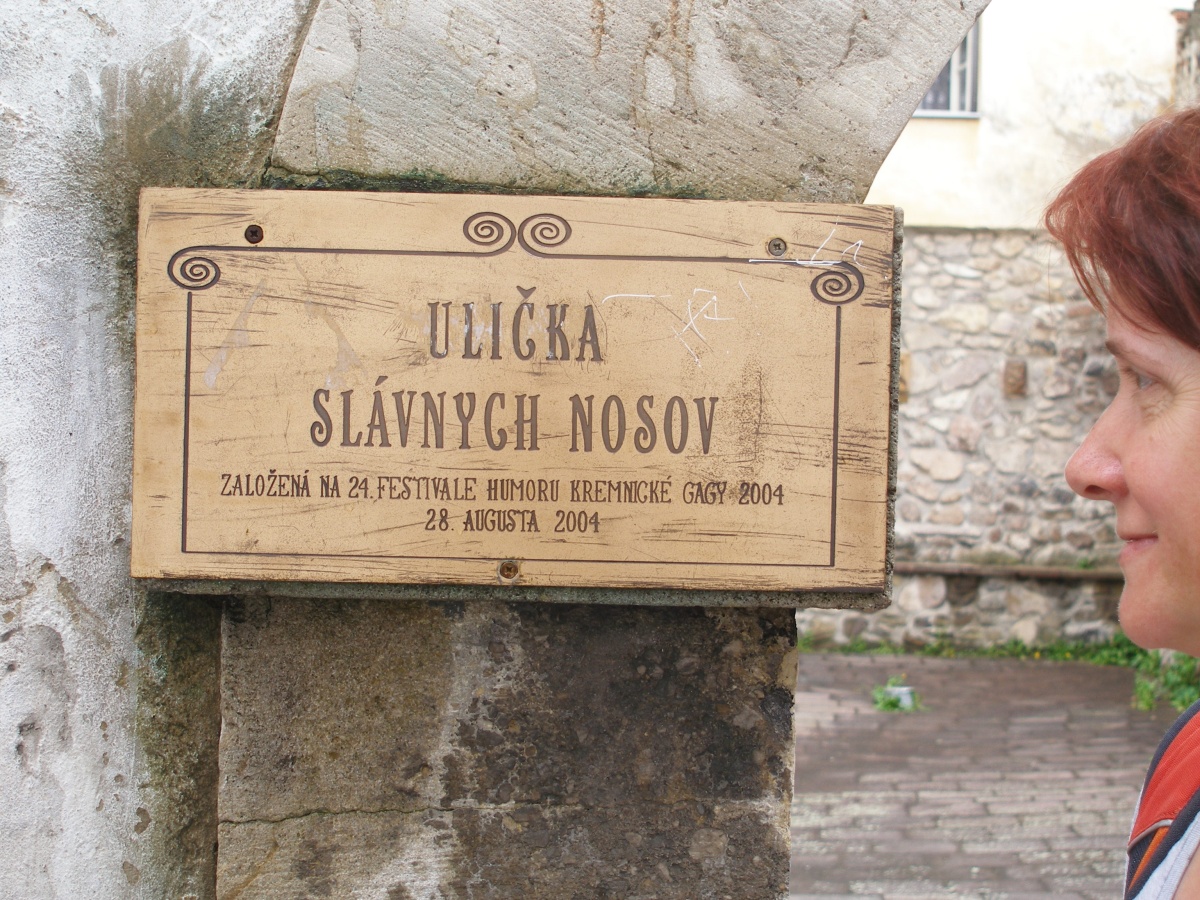 ULIČKA
SLÁVNYCH NOSOV
ZALOŽENÁ NA 24. FESTIVALE HUMORU KREMNICKÉ GAGY 2004
28. AUGUSTA 2004